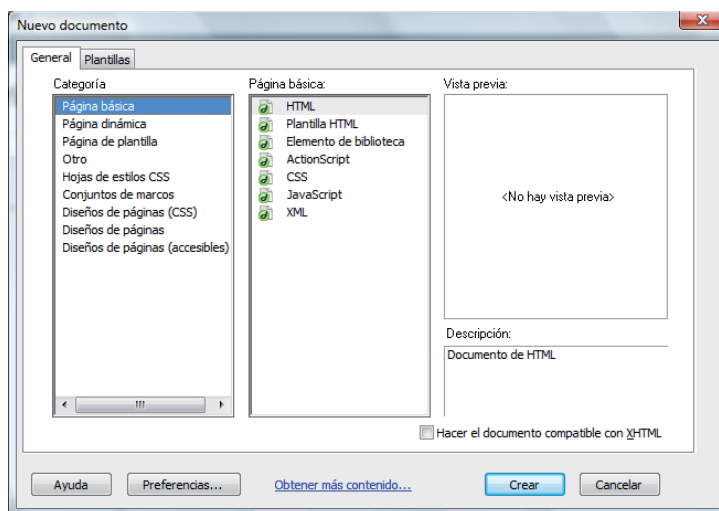 Nuevo documento
General
Plantillas
Categoría
Página básica
Página dinámica
Página de plantilla
Otro
Hojas de estilos CSS
Conjuntos de marcos
Diseños de páginas (CSS)
Diseños de páginas
Diseños de páginas (accesibles)
Página básica:
HTML
Plantilla HTML
Elemento de biblioteca
ActionScript
CSS
JavaScript
XML
Vista previa:
<No hay vista previa>
Descripción:
Documento de HTML
Hacer el documento compatible con XHTML
Ayuda
Preferencias...
Obtener más contenido...
Crear
Cancelar